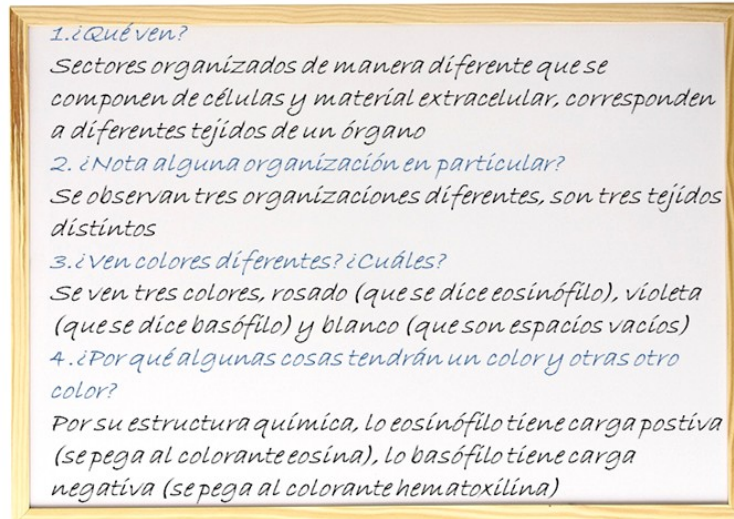 1.¿Qué ven?
Sectores organizados de manera diferente que se
componen de células y material extracelular, corresponden
a diferentes tejidos de un órgano
2. ¿Nota alguna organización en particular?
Se observan tres organizaciones diferentes, son tres tejidos
distintos
3.¿Ven colores diferentes? ¿Cuáles?
Se ven tres colores, rosado (que se dice eosinófilo), violeta
(que se dice basófilo) y blanco (que son espacios vacíos)
4.¿Por qué algunas cosas tendrán un color y otras otro
color?
Por su estructura química, lo eosinófilo tiene carga postiva
(se pega al colorante eosina), lo basófilo tiene carga
negativa (se pega al colorante hematoxilina)